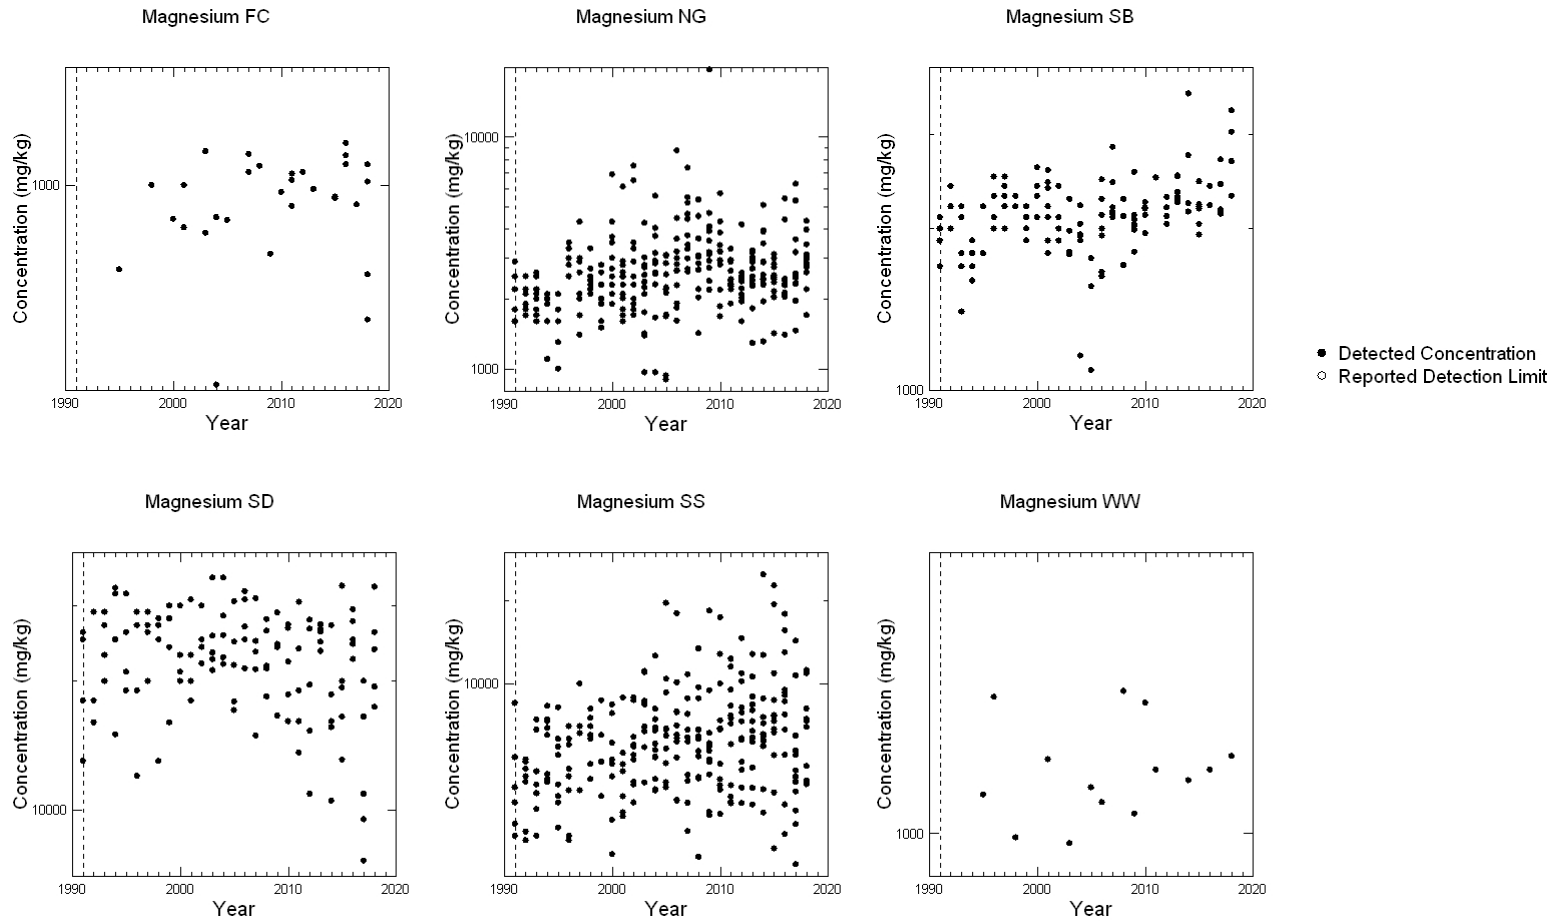 Magnesium FC
Magnesium NG
Magnesium SB
Concentration (mg/kg)
1000
1990
2000
2010
2020
Year
Concentration (mg/kg)
10000
1000
1990
2000
2010
2020
Year
Concentration (mg/kg)
1000
1990
2000
2010
2020
Year
Detected Concentration
Reported Detection Limit
Magnesium SD
Magnesium SS
Magnesium WW
Concentration (mg/kg)
10000
1990
2000
2010
2020
Year
Concentration (mg/kg)
10000
1990
2000
2010
2020
Year
Concentration (mg/kg)
1000
1990
2000
2010
2020
Year